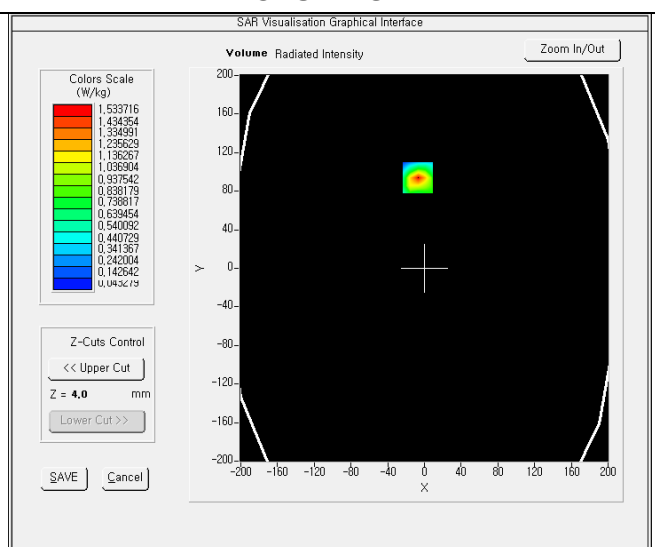 SAR Visualisation Graphical Interface
Volume Radiated Intensity
Zoom In/Out
Colors Scale
(W/kg)
1,533716
1,434354
1,334991
1,235629
1,136267
1,036904
0,937542
0,838179
0,738817
0,639454
0,540092
0,440729
0,341367
0,242004
0,142642
0,043279
Z-Cuts Control
<< Upper Cut
Z = 4,0 mm
Lower Cut >>
SAVE Cancel
200
160
120
80
40
0
-40
-80
-120
-160
-200
Y
-200 -160 -120 -80 -40 0 40 80 120 160 200
X